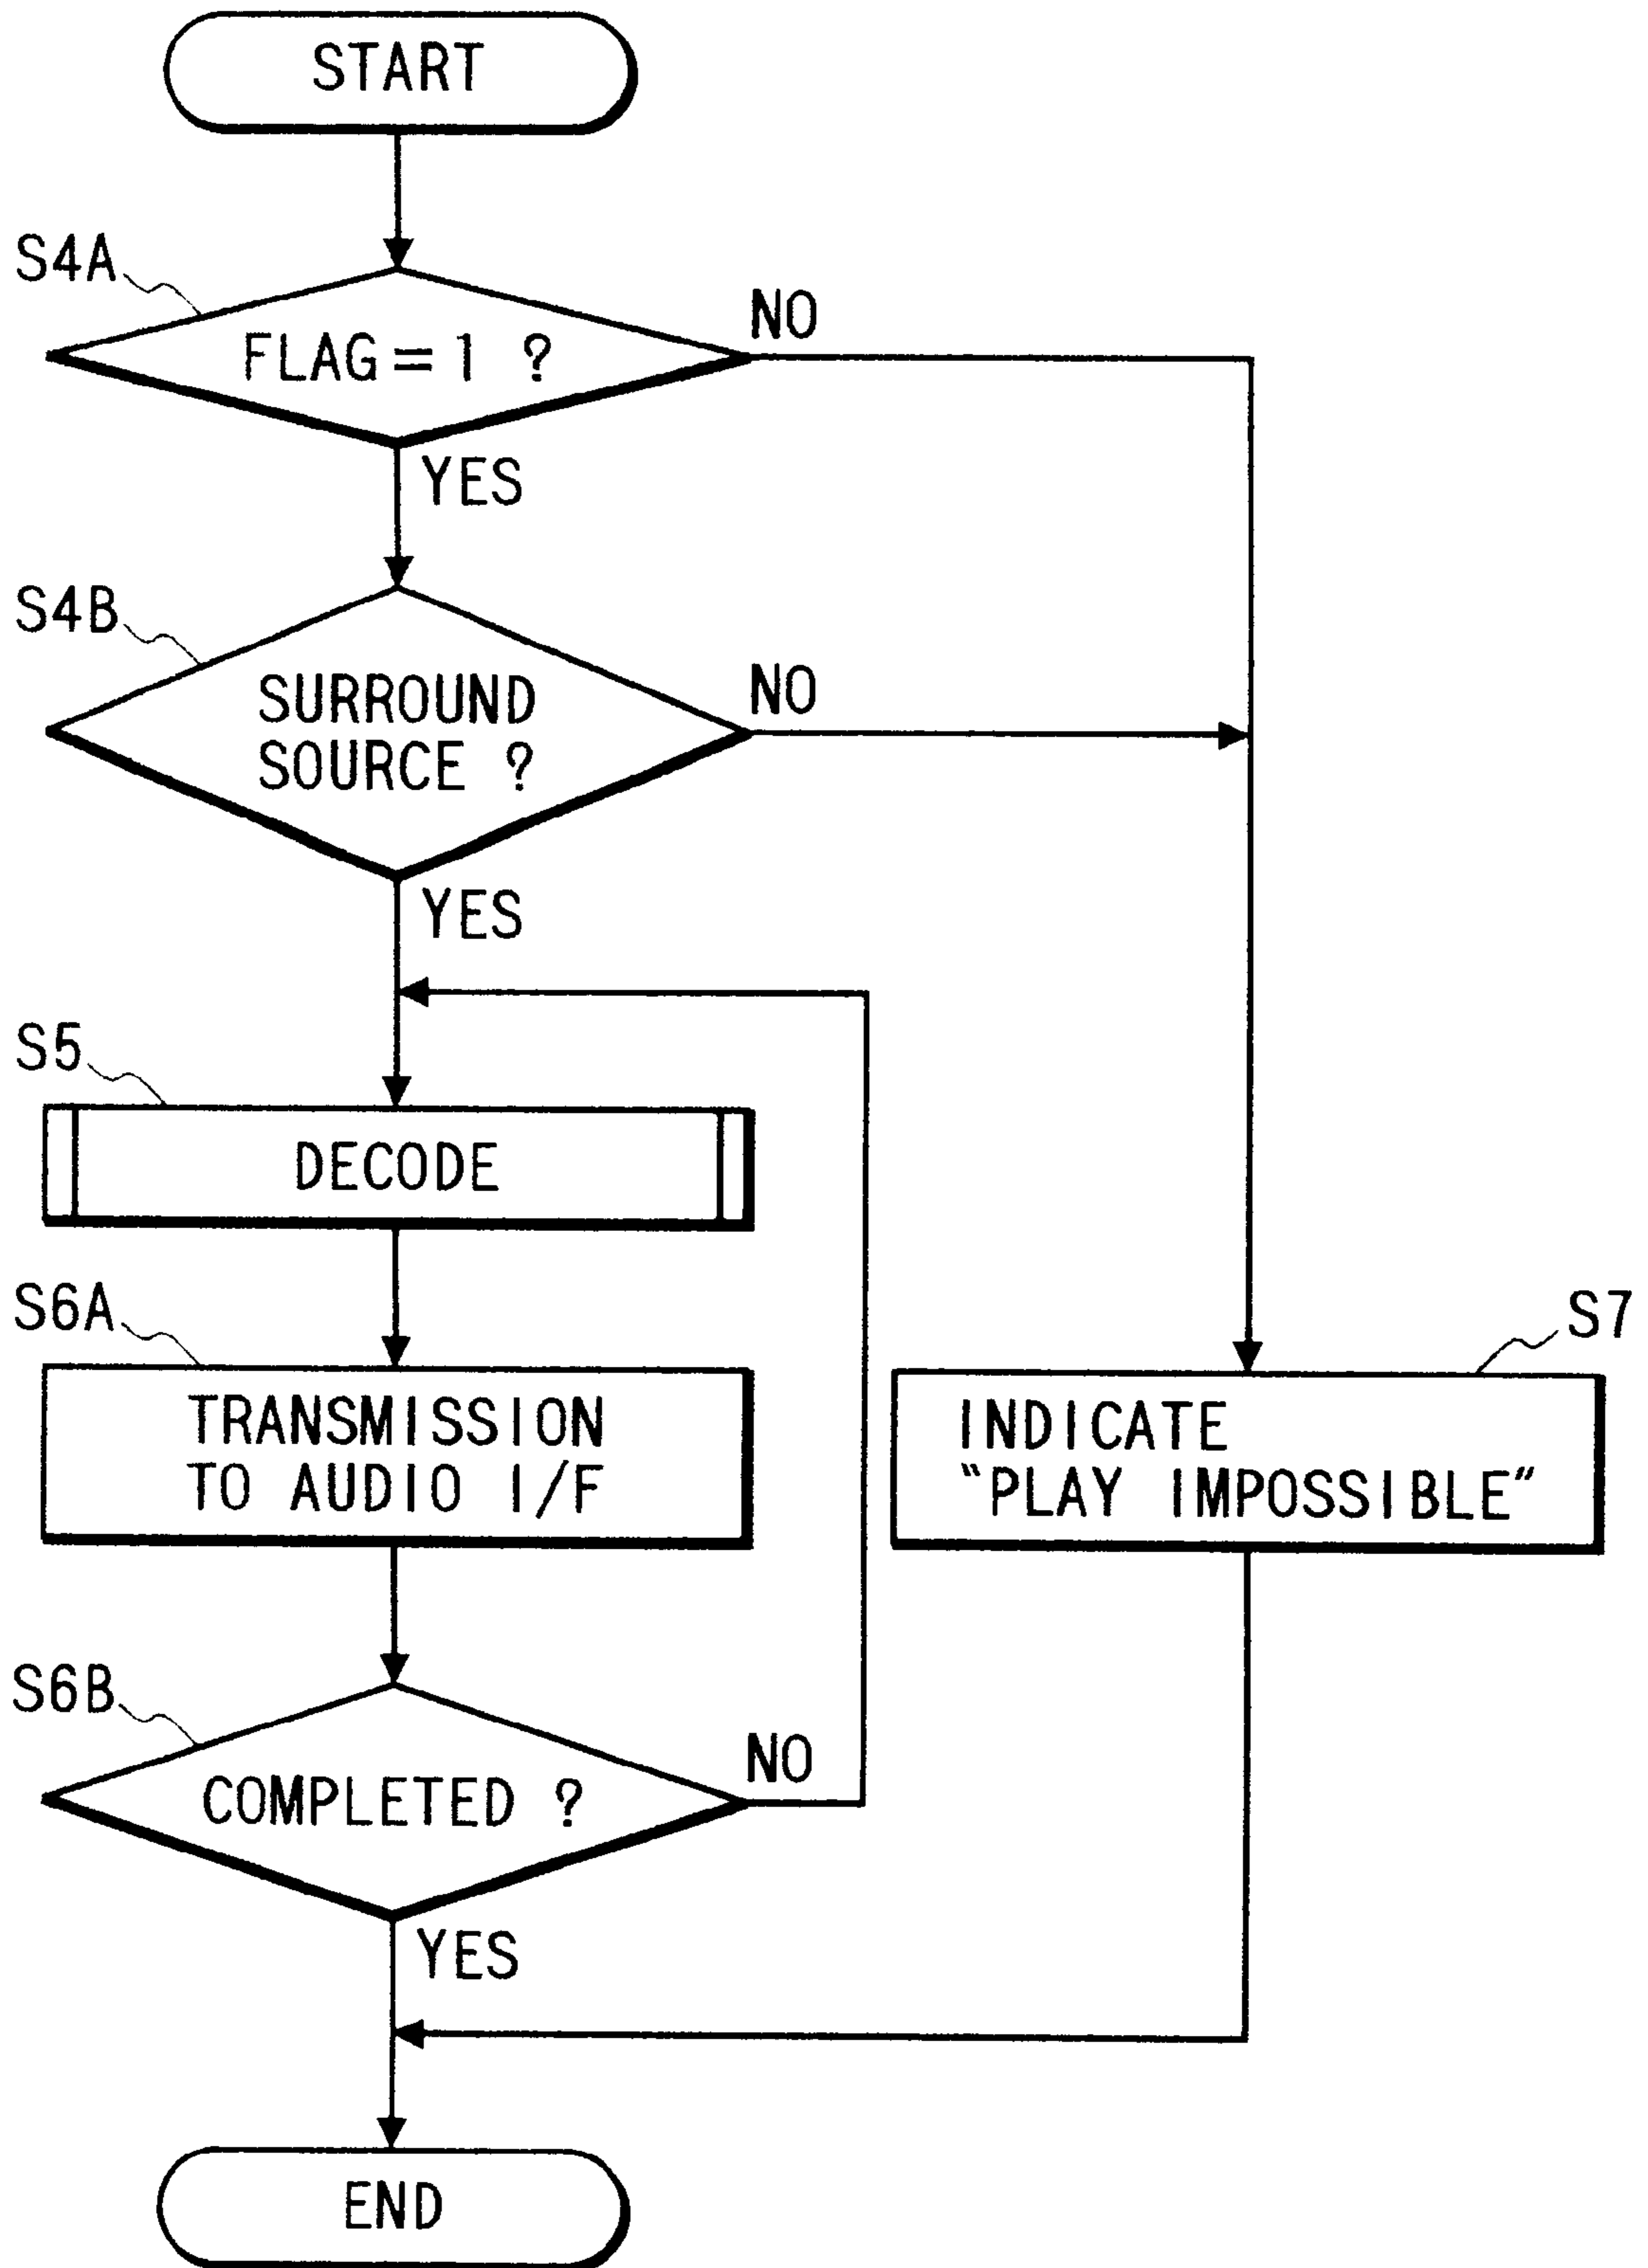 START
S4A
NO
FLAG=1 ?
YES
S4B
NO
SURROUND
SOURCE ?
YES
S5
DECODE
S6A
S7
TRANSMISSION
TO AUDIO I/F
INDICATE
“PLAY IMPOSSIBLE”
S6B
NO
COMPLETED ?
YES
END